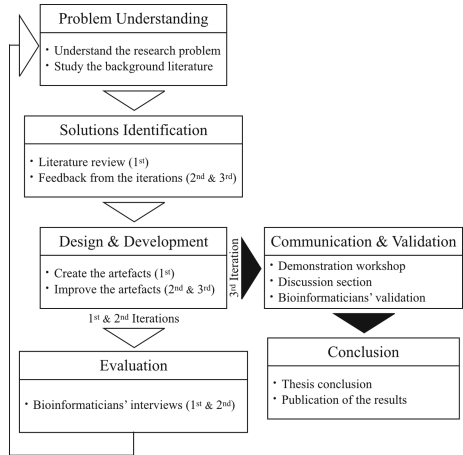 Problem Understanding
• Understand the research problem
• Study the background literature
Solutions Identification
• Literature review (1st)
• Feedback from the iterations (2nd & 3rd)
Design & Development
• Create the artefacts (1st)
• Improve the artefacts (2nd & 3rd)
3rd Iteration
Communication & Validation
• Demonstration workshop
• Discussion section
• Bioinformaticians' validation
1st & 2nd Iterations
Evaluation
• Bioinformaticians' interviews (1st & 2nd)
Conclusion
• Thesis conclusion
• Publication of the results